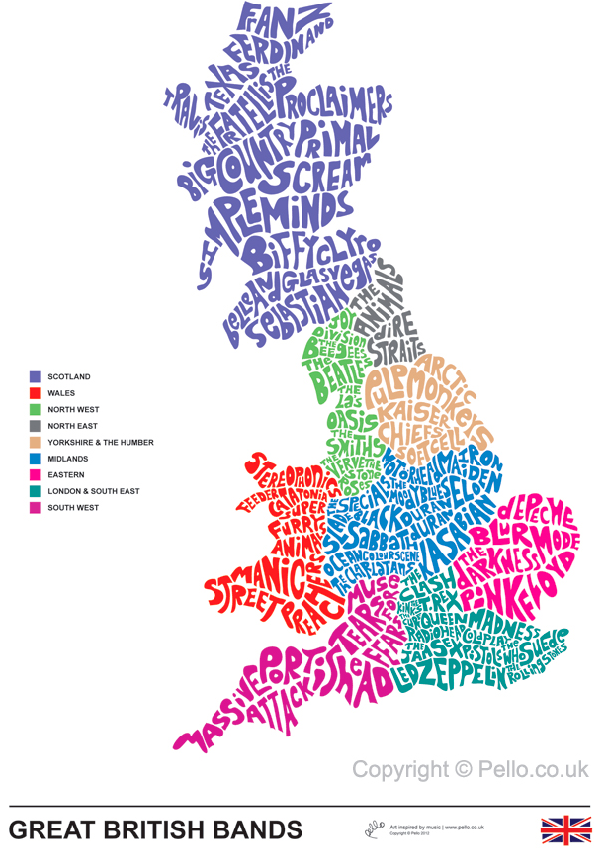 FRANZ
FERDINAND
TEXAS
TRAVIS
THE
FRATELLIS
THE
PROCLAIMERS
BIG
COUNTRY
PRIMAL
SCREAM
SIMPLE MINDS
BIFFY CLYRO
BELLE AND
SEBASTIAN
GLASVEGAS
THE
ANIMALS
DIRE
STRAITS
JOY
DIVISION
THE
BEEGEES
THE
BEATLES
THE
LAS
OASIS
THE
SMITHS
THE VERVE
ARCTIC
MONKEYS
PULP
KAISER
CHIEFS
SOFT CELL
SCOTLAND
WALES
NORTH WEST
NORTH EAST
YORKSHIRE & THE HJMBER
MIDLANDS
EASTERN
LONDON & SOUTH EAST
SOUTH WEST
STEREOPHONICS
FEEDER
CATATONIA
SUPER
FURRY
ANIMALS
MANIC
STREET PREACHERS
MOTORHEAD
IRON
MAIDEN
THE SPECIALS
MOODY BLUES
ELO
SLADE
BLACK
SABBATH
DURAN
DURAN
KASABIAN
OCEAN COLOUR SCENE
THE CHARLATANS
DEPECHE
MODE
BLUR
THE
DARKNESS
PINK FLOYD
MUSE
TEARS
FOR
FEARS
PORTISHEAD
MASSIVE
ATTACK
THE
CLASH
THE
KINKS
T REX
THE
CURE
QUEEN
MADNESS
RADIOHEAD
COLDPLAY
THE
JAM
SEX PISTOLS
THE
WHO
SUEDE
LED ZEPPELIN
THE
ROLLING STONES
Copyright © Pello.co.uk
GREAT BRITISH BANDS
pello
Art inspired by music | www.pello.co.uk
Copyright © Pello 2012